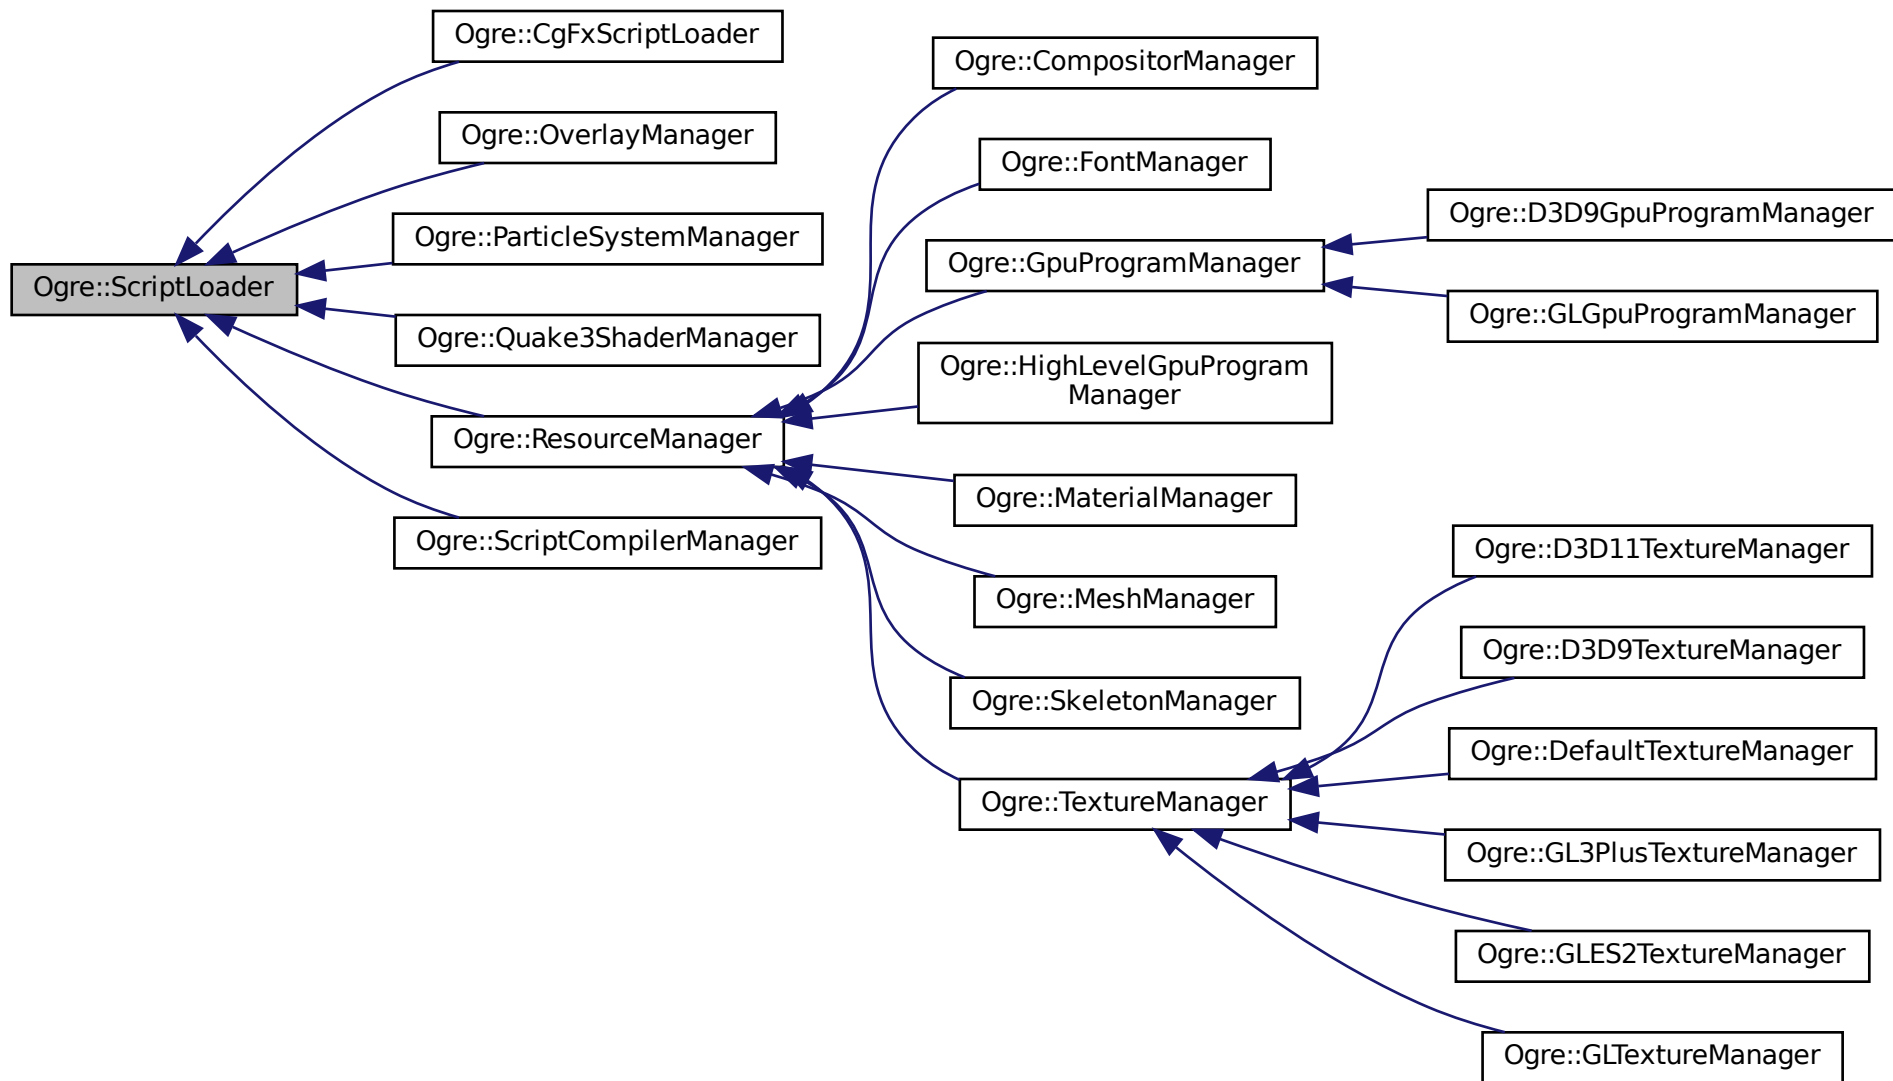 Ogre::ScriptLoader
Ogre::CgFxScriptLoader
Ogre::OverlayManager
Ogre::ParticleSystemManager
Ogre::Quake3ShaderManager
Ogre::ResourceManager
Ogre::ScriptCompilerManager
Ogre::CompositorManager
Ogre::FontManager
Ogre::GpuProgramManager
Ogre::HighLevelGpuProgram
Manager
Ogre::MaterialManager
Ogre::MeshManager
Ogre::SkeletonManager
Ogre::TextureManager
Ogre::D3D9GpuProgramManager
Ogre::GLGpuProgramManager
Ogre::D3D11TextureManager
Ogre::D3D9TextureManager
Ogre::DefaultTextureManager
Ogre::GL3PlusTextureManager
Ogre::GLES2TextureManager
Ogre::GLTextureManager